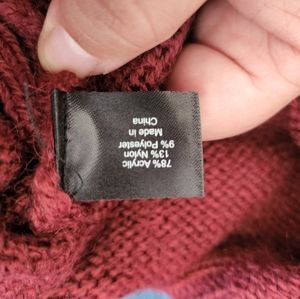 78% Acrylic
13% Nylon
9% Polyester
Made in
China